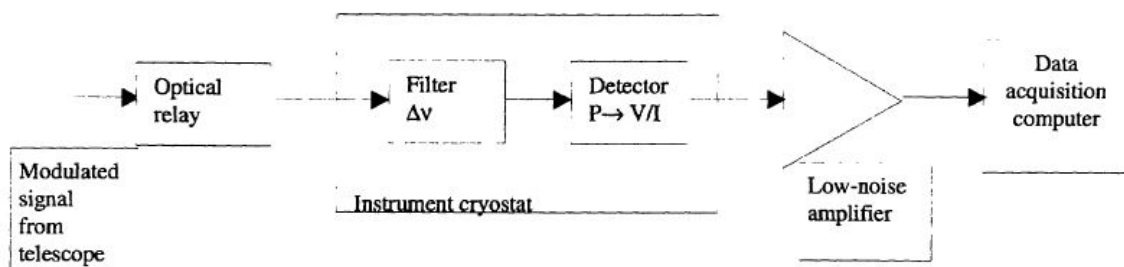 Optical
relay
Filter
Δν
Detector
P→ V/I
Data
acquisition
computer
Modulated
signal
from
telescope
Instrument cryostat
Low-noise
amplifier